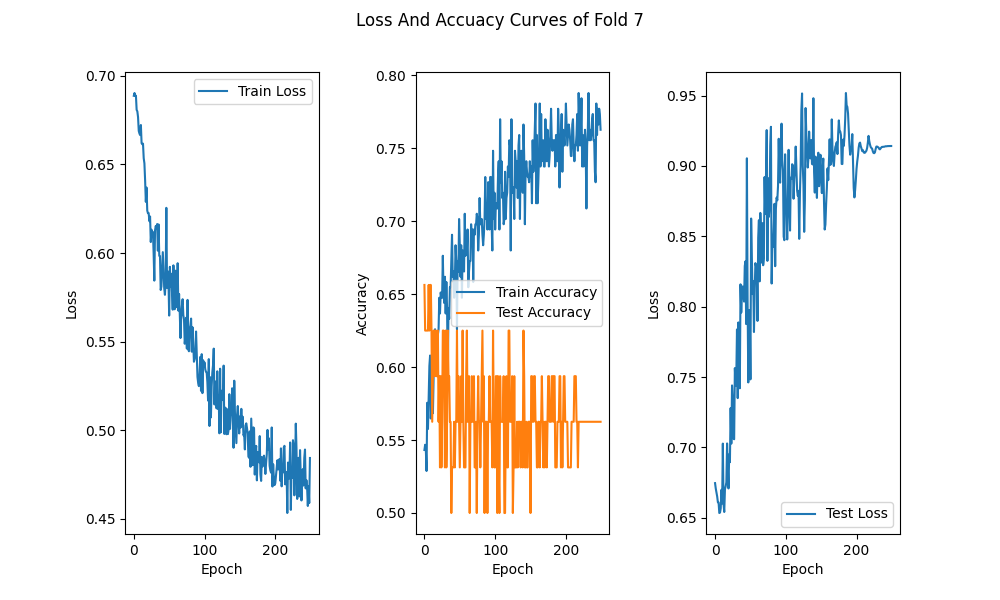 Loss And Accuacy Curves of Fold 7
0.70
0.65
0.60
0.55
0.50
0.45
Loss
Train Loss
0 100 200
Epoch
0.80
0.75
0.70
0.65
0.60
0.55
0.50
Accuracy
Train Accuracy
Test Accuracy
0 100 200
Epoch
0.95
0.90
0.85
0.80
0.75
0.70
0.65
Loss
Test Loss
0 100 200
Epoch